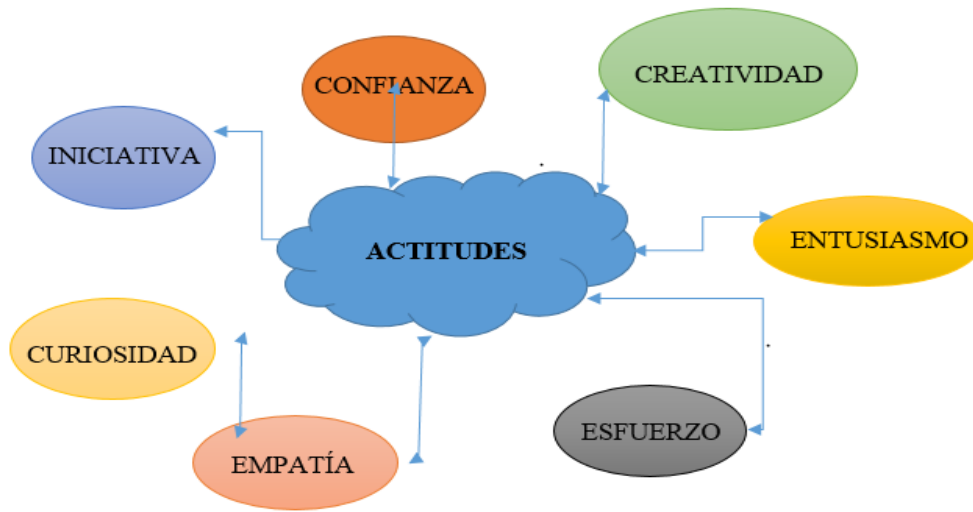 CONFIANZA
CREATIVIDAD
INICIATIVA
ACTITUDES
ENTUSIASMO
CURIOSIDAD
ESFUERZO
EMPATÍA